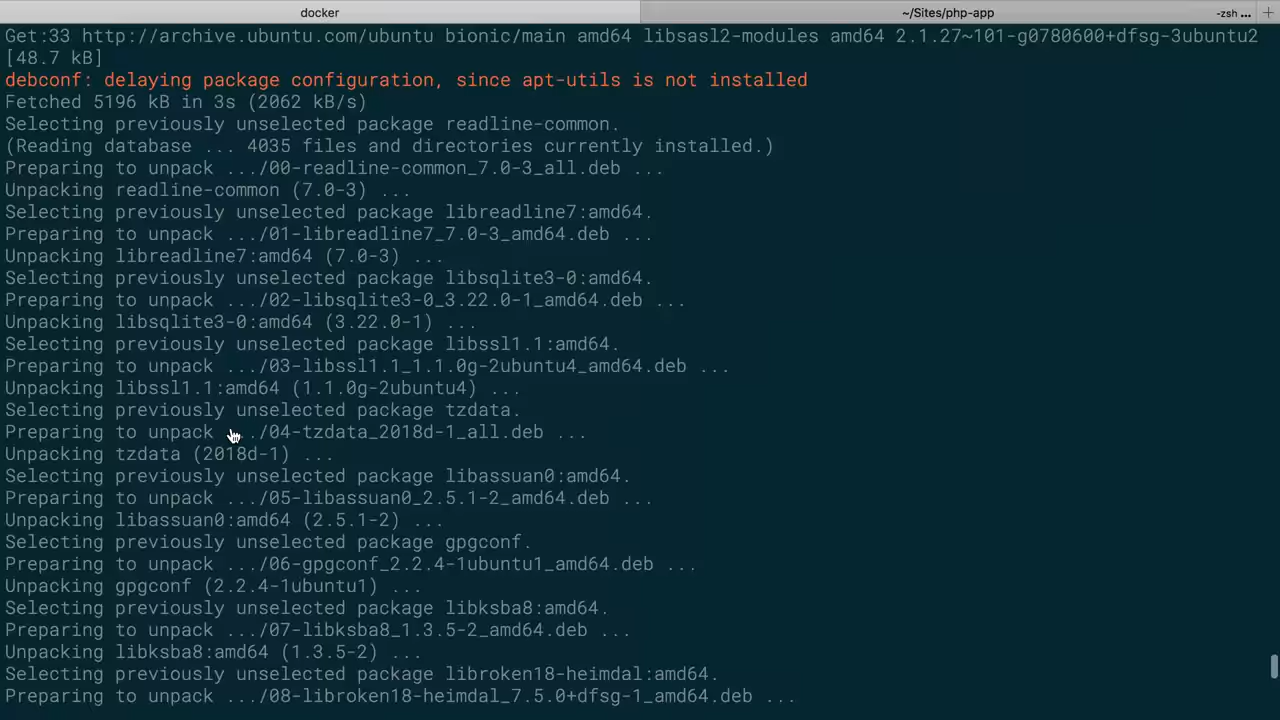 docker
~/Sites/php-app
-zsh ...
Get:33 http://archive.ubuntu.com/ubuntu bionic/main amd64 libsasl2-modules amd64 2.1.27~101-g0780600+dfsg-3ubuntu2
[48.7 kB]
debconf: delaying package configuration, since apt-utils is not installed
Fetched 5196 kB in 3s (2062 kB/s)
Selecting previously unselected package readline-common.
(Reading database ... 4035 files and directories currently installed.)
Preparing to unpack .../00-readline-common_7.0-3_all.deb ...
Unpacking readline-common (7.0-3) ...
Selecting previously unselected package libreadline7:amd64.
Preparing to unpack .../01-libreadline7_7.0-3_amd64.deb ...
Unpacking libreadline7:amd64 (7.0-3) ...
Selecting previously unselected package libsqlite3-0:amd64.
Preparing to unpack .../02-libsqlite3-0_3.22.0-1_amd64.deb ...
Unpacking libsqlite3-0:amd64 (3.22.0-1) ...
Selecting previously unselected package libssl1.1:amd64.
Preparing to unpack .../03-libssl1.1_1.1.0g-2ubuntu4_amd64.deb ...
Unpacking libssl1.1:amd64 (1.1.0g-2ubuntu4) ...
Selecting previously unselected package tzdata.
Preparing to unpack .../04-tzdata_2018d-1_all.deb ...
Unpacking tzdata (2018d-1) ...
Selecting previously unselected package libassuan0:amd64.
Preparing to unpack .../05-libassuan0_2.5.1-2_amd64.deb ...
Unpacking libassuan0:amd64 (2.5.1-2) ...
Selecting previously unselected package gpgconf.
Preparing to unpack .../06-gpgconf_2.2.4-1ubuntu1_amd64.deb ...
Unpacking gpgconf (2.2.4-1ubuntu1) ...
Selecting previously unselected package libksba8:amd64.
Preparing to unpack .../07-libksba8_1.3.5-2_amd64.deb ...
Unpacking libksba8:amd64 (1.3.5-2) ...
Selecting previously unselected package libroken18-heimdal:amd64.
Preparing to unpack .../08-libroken18-heimdal_7.5.0+dfsg-1_amd64.deb ...